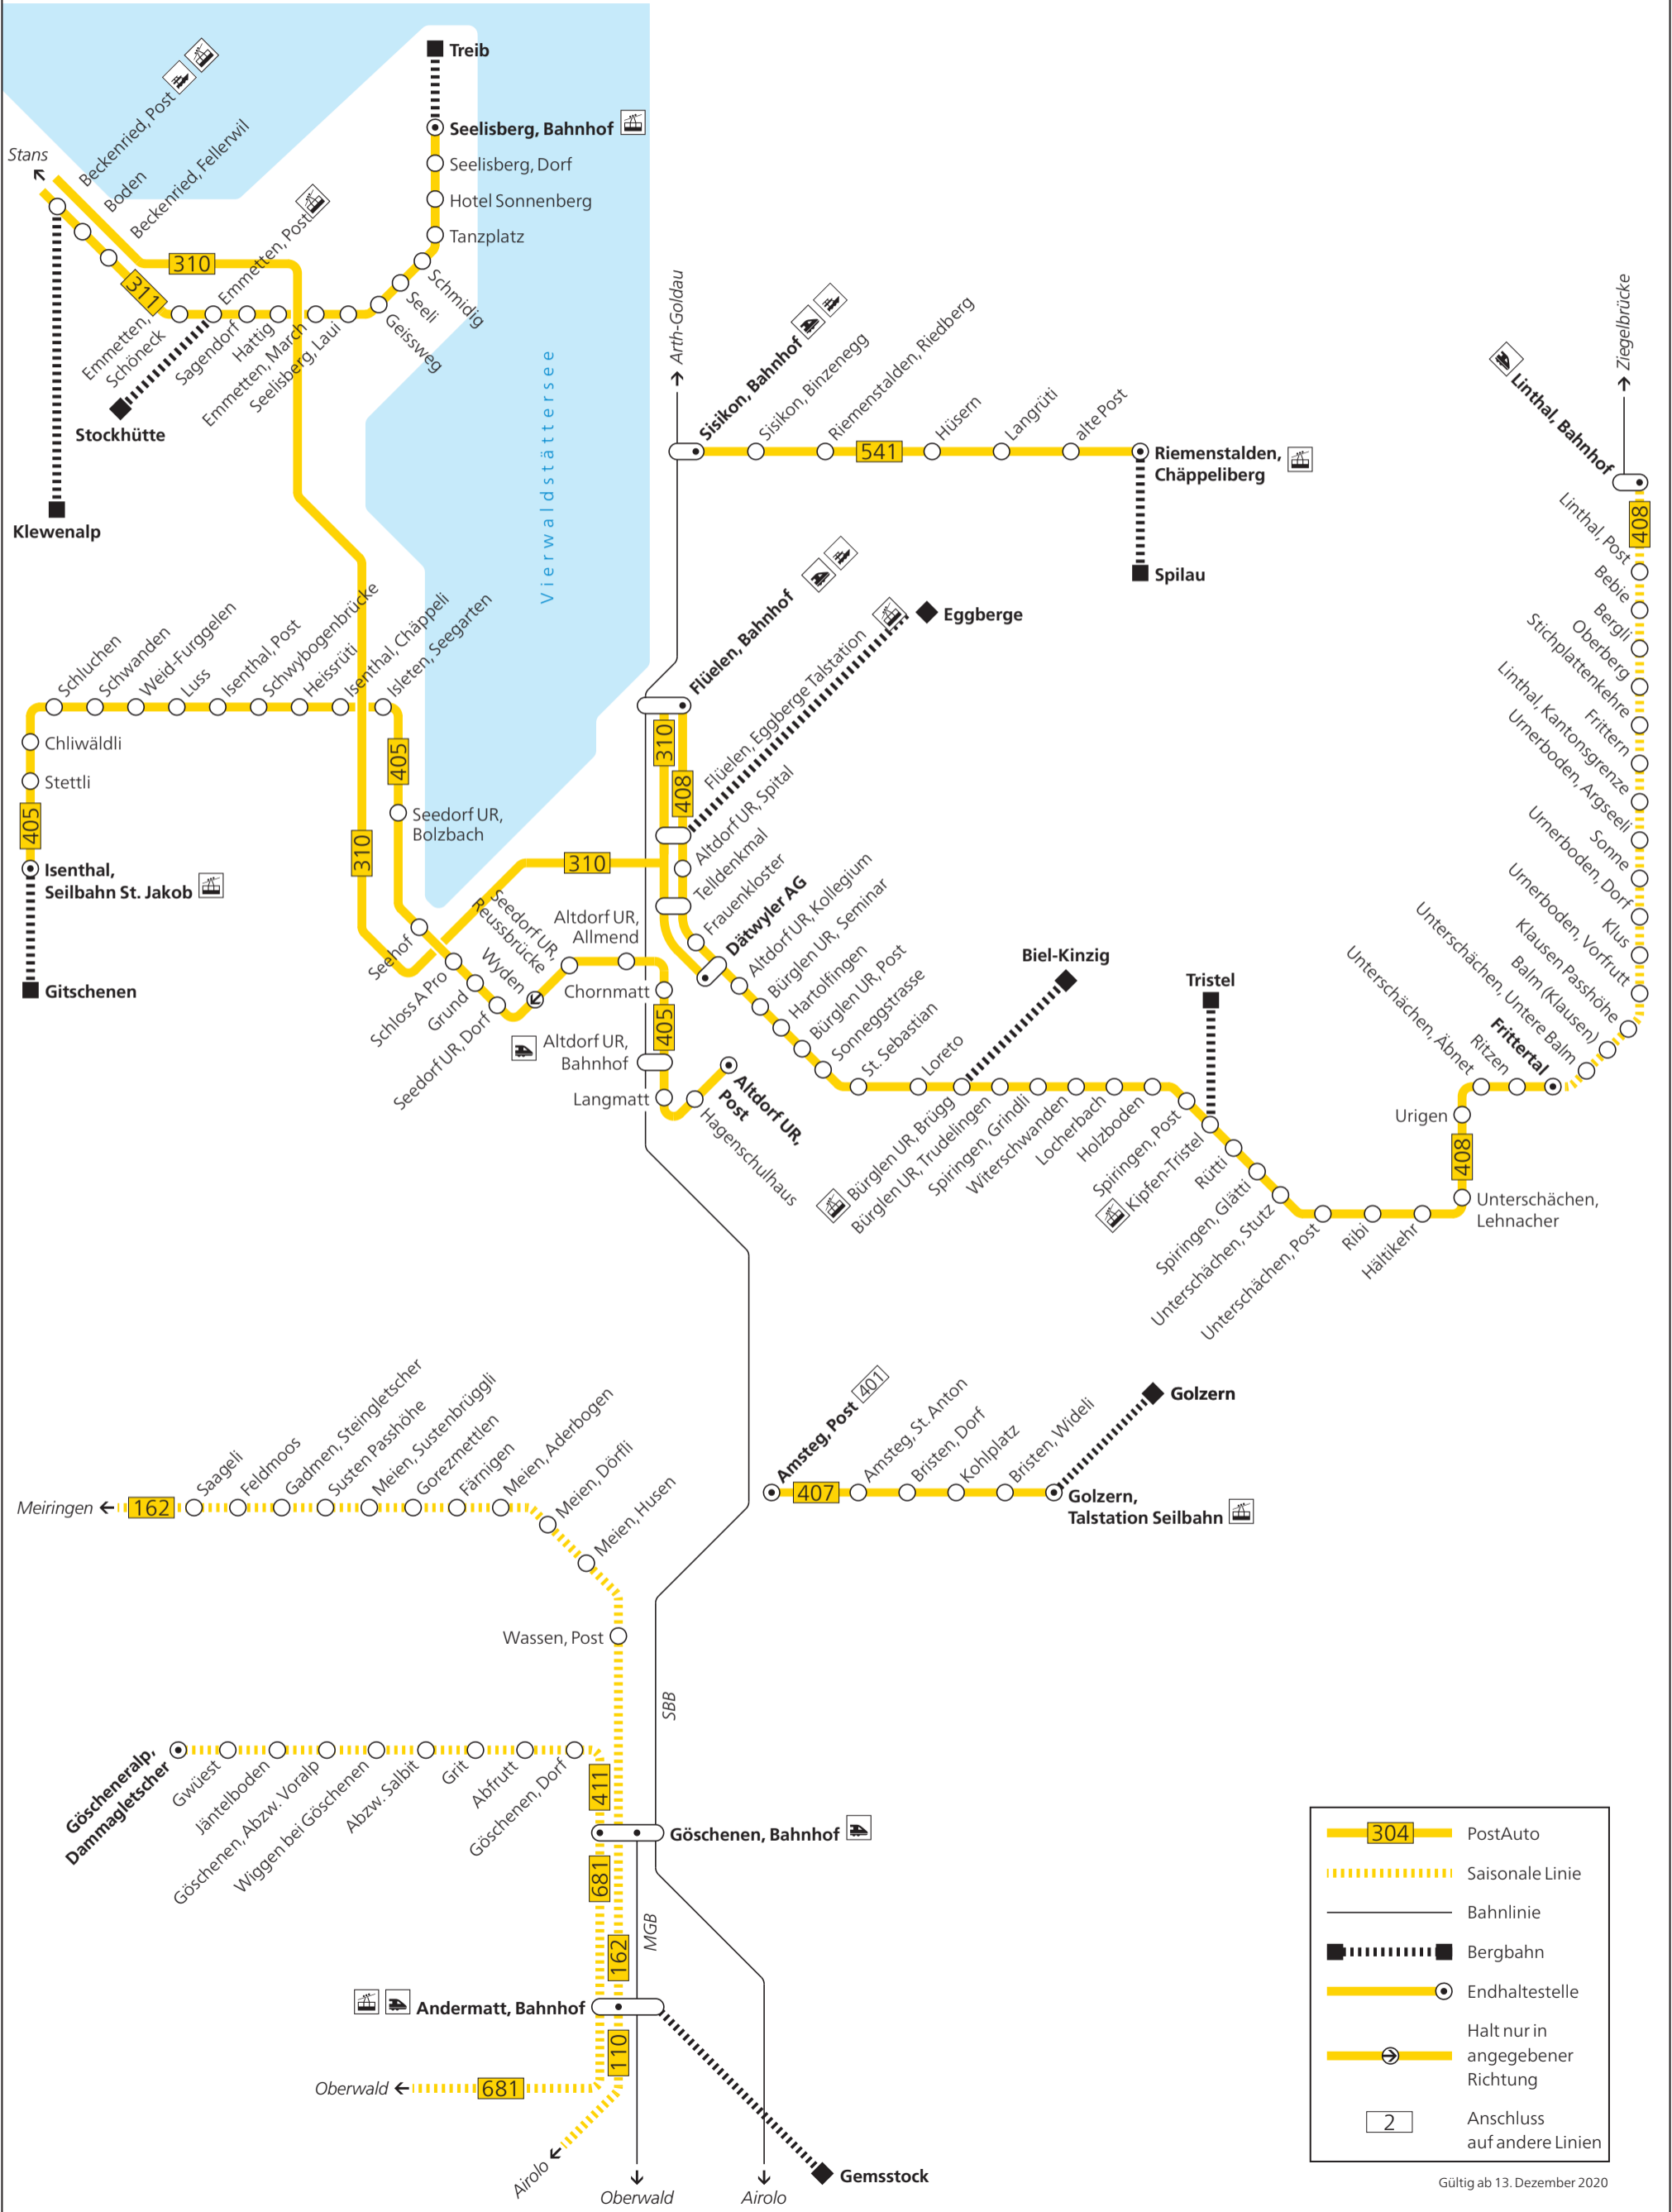 Treib
Seelisberg, Bahnhof
Seelisberg, Dorf
Hotel Sonnenberg
Tanzplatz
Schmidig
Seeli
Geissweg
Stans
Beckenried, Post
Boden
Beckenried, Fellerwil
310
311
Emmetten, Post
Emmetten,
Schöneck
Sagendorf
Hattig
Emmetten, March
Seelisberg, Laui
Stockhütte
Klewenalp
Vierwaldstättersee
Arth-Goldau
Sisikon, Bahnhof
Sisikon, Binzenegg
Riemenstalden, Riedberg
541
Hüsern
Langrüti
alte Post
Riemenstalden,
Chäppeliberg
Spilau
Ziegelbrücke
Linthal, Bahnhof
408
Linthal, Post
Bebie
Bergli
Oberberg
Stichplattenkehre
Frittern
Linthal, Kantonsgrenze
Urnerboden, Argseeli
Sonne
Urnerboden, Dorf
Klus
Urnerboden, Vorfrutt
Klausen Passhöhe
Balm (Klausen)
Unterschächen, Untere Balm
Frittertal
Ritzen
Unterschächen, Äbnet
Urigen
408
Unterschächen,
Lehnacher
Hältikehr
Ribi
Unterschächen, Post
Unterschächen, Stutz
Spiringen, Glätti
Rütti
Kipfen-Tristel
Spiringen, Post
Holzboden
Locherbach
Witerschwanden
Spiringen, Grindli
Bürglen UR, Trudelingen
Bürglen UR, Brügg
Loreto
St. Sebastian
Sonneggstrasse
Bürglen UR, Post
Hartolfingen
Bürglen UR, Seminar
Altdorf UR, Kollegium
Dätwyler AG
Frauenkloster
Telldenkmal
Altdorf UR, Spital
Flüelen, Eggberge Talstation
Eggberge
Flüelen, Bahnhof
310
408
Biel-Kinzig
Tristel
Schluchen
Schwanden
Weid-Furggelen
Luss
Isenthal, Post
Schwybogenbrücke
Heissrüti
Isenthal, Chäppeli
Isleten, Seegarten
Chliwäldli
Stettli
405
Isenthal,
Seilbahn St. Jakob
Gitschenen
405
Seedorf UR,
Bolzbach
310
310
Seehof
Schloss A Pro
Grund
Seedorf UR, Dorf
Wyden
Seedorf UR,
Reussbrücke
Altdorf UR,
Allmend
Chornmatt
405
Altdorf UR,
Bahnhof
Langmatt
Hagenschulhaus
Altdorf UR,
Post
Amsteg, Post 401
407
Amsteg, St. Anton
Bristen, Dorf
Kohlplatz
Bristen, Wideli
Golzern,
Talstation Seilbahn
Golzern
Meiringen
162
Saageli
Feldmoos
Gadmen, Steingletscher
Susten Passhöhe
Meien, Sustenbrüggli
Gorezmettlen
Färnigen
Meien, Aderbogen
Meien, Dörfli
Meien, Husen
Wassen, Post
SBB
Göscheneralp,
Dammagletscher
Gwüest
Jäntelboden
Göschenen, Abzw. Voralp
Wiggen bei Göschenen
Abzw. Salbit
Grit
Abfrutt
Göschenen, Dorf
411
Göschenen, Bahnhof
681
162
MGB
Andermatt, Bahnhof
110
681
Oberwald
Airolo
Oberwald
Airolo
Gemsstock
304
PostAuto
Saisonale Linie
Bahnlinie
Bergbahn
Endhaltestelle
Halt nur in
angegebener
Richtung
2
Anschluss
auf andere Linien
Gültig ab 13. Dezember 2020